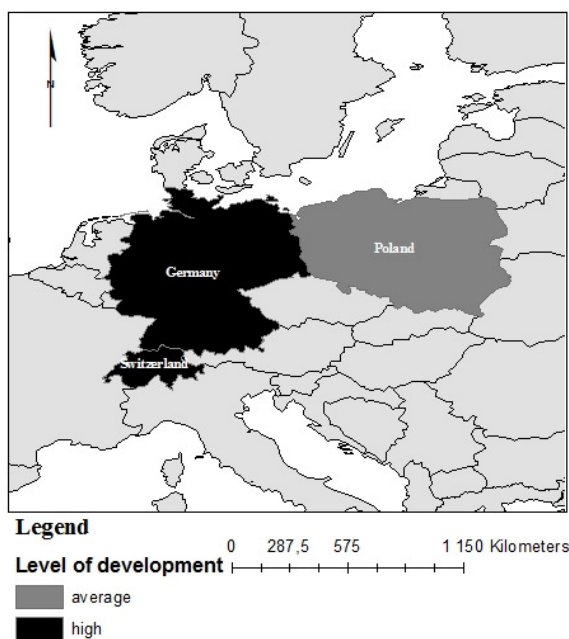 N
Poland
Germany
Switzerland
Legend
Level of development
0 287,5 575 1 150 Kilometers
average
high